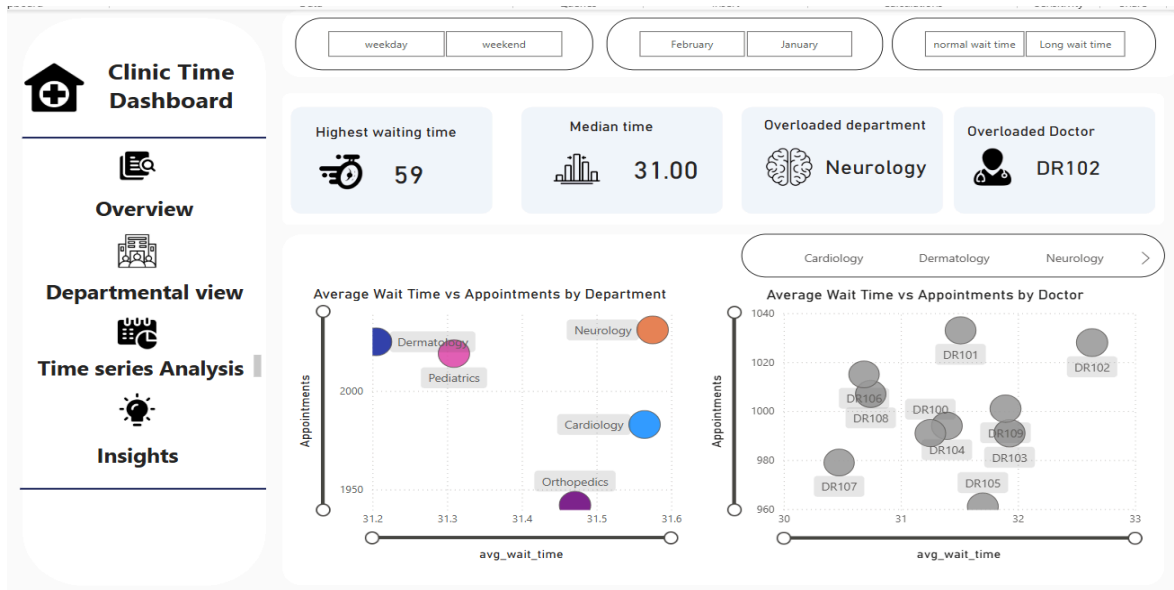 weekday weekend
February January
normal wait time Long wait time
Clinic Time
Dashboard
Overview
Departmental view
Time series Analysis
Insights
Highest waiting time
59
Median time
31.00
Overloaded department
Neurology
Overloaded Doctor
DR102
Cardiology Dermatology Neurology
Average Wait Time vs Appointments by Department
Appointments
2000
1950
Dermatology
Pediatrics
Neurology
Cardiology
Orthopedics
31.2 31.3 31.4 31.5 31.6
avg_wait_time
Average Wait Time vs Appointments by Doctor
Appointments
1040
1020
1000
980
960
DR101
DR102
DR106
DR108
DR100
DR104
DR109
DR103
DR107
DR105
30 31 32 33
avg_wait_time